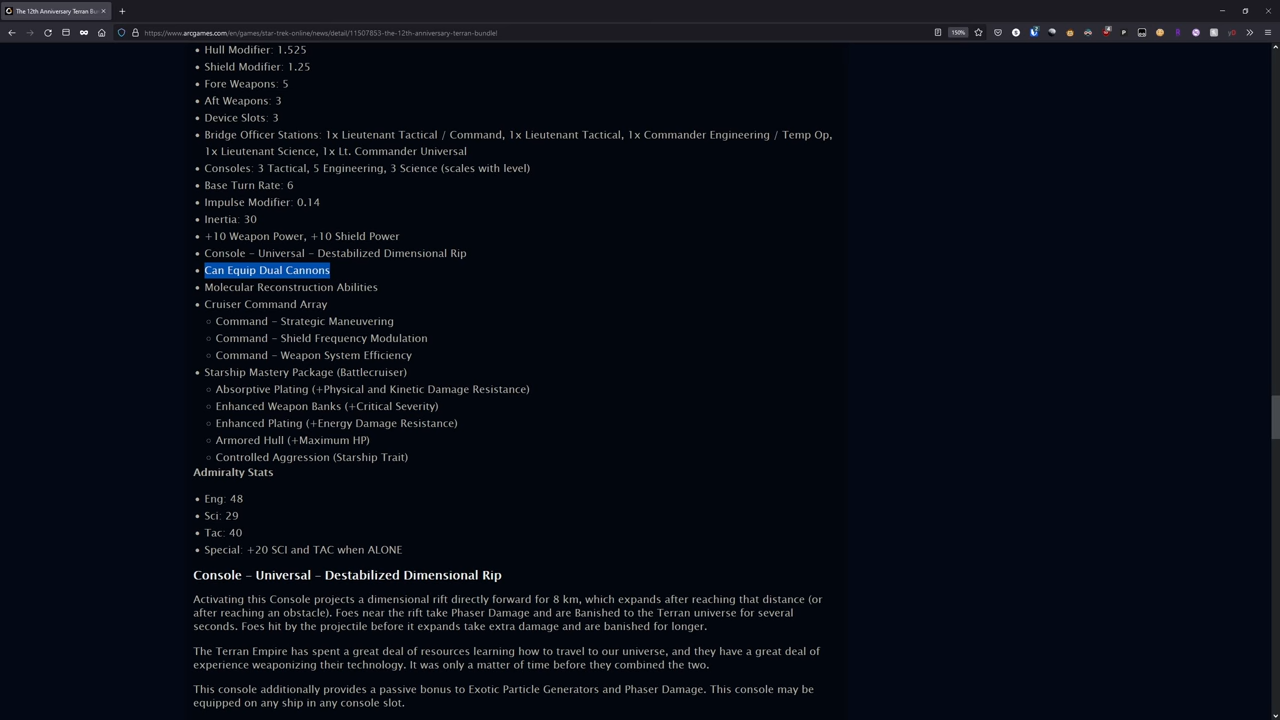 The 12th Anniversary Terran Bu
https://www.arcgames.com/en/games/star-trek-online/news/detail/11507853-the-12th-anniversary-terran-bundle!
150%
Hull Modifier: 1.525
Shield Modifier: 1.25
Fore Weapons: 5
Aft Weapons: 3
Device Slots: 3
Bridge Officer Stations: 1x Lieutenant Tactical / Command, 1x Lieutenant Tactical, 1x Commander Engineering / Temp Op,
1x Lieutenant Science, 1x Lt. Commander Universal
Consoles: 3 Tactical, 5 Engineering, 3 Science (scales with level)
Base Turn Rate: 6
Impulse Modifier: 0.14
Inertia: 30
+10 Weapon Power, +10 Shield Power
Console – Universal – Destabilized Dimensional Rip
Can Equip Dual Cannons
Molecular Reconstruction Abilities
Cruiser Command Array
Command – Strategic Maneuvering
Command – Shield Frequency Modulation
Command – Weapon System Efficiency
Starship Mastery Package (Battlecruiser)
Absorptive Plating (+Physical and Kinetic Damage Resistance)
Enhanced Weapon Banks (+Critical Severity)
Enhanced Plating (+Energy Damage Resistance)
Armored Hull (+Maximum HP)
Controlled Aggression (Starship Trait)
Admiralty Stats
Eng: 48
Sci: 29
Tac: 40
Special: +20 SCI and TAC when ALONE
Console – Universal – Destabilized Dimensional Rip
Activating this Console projects a dimensional rift directly forward for 8 km, which expands after reaching that distance (or
after reaching an obstacle). Foes near the rift take Phaser Damage and are Banished to the Terran universe for several
seconds. Foes hit by the projectile before it expands take extra damage and are banished for longer.
The Terran Empire has spent a great deal of resources learning how to travel to our universe, and they have a great deal of
experience weaponizing their technology. It was only a matter of time before they combined the two.
This console additionally provides a passive bonus to Exotic Particle Generators and Phaser Damage. This console may be
equipped on any ship in any console slot.